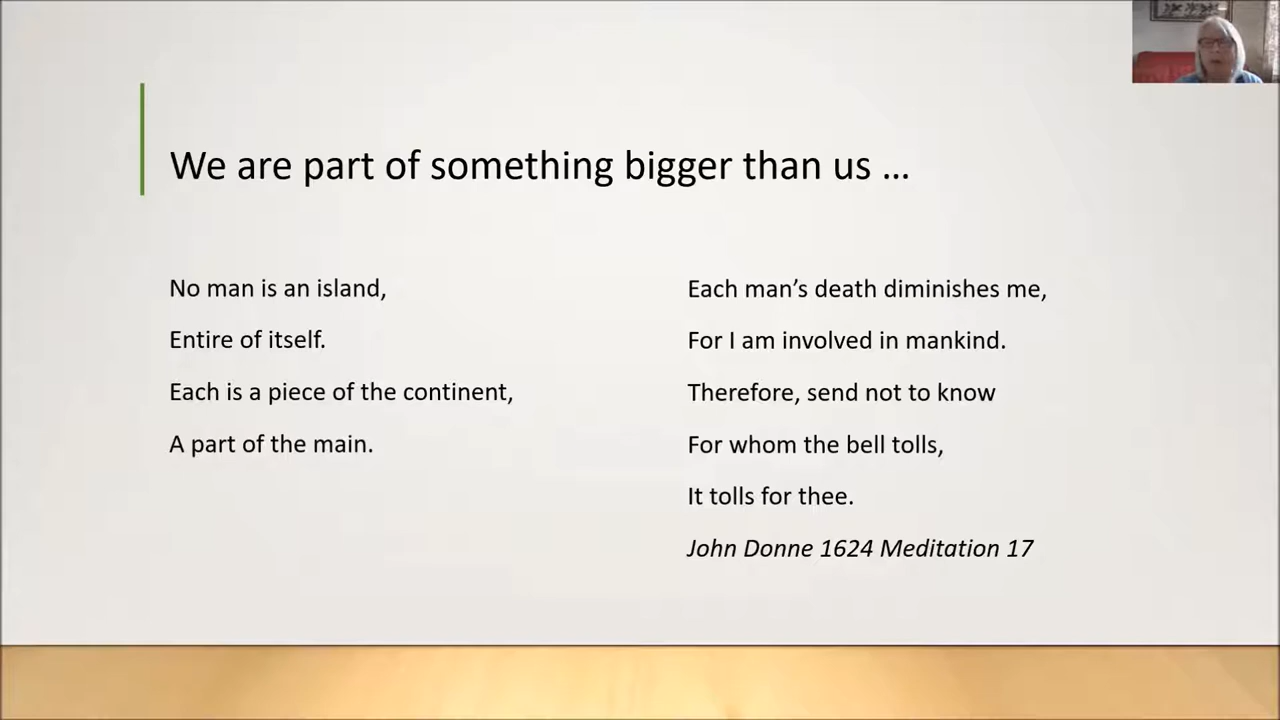 We are part of something bigger than us ...
No man is an island,
Entire of itself.
Each is a piece of the continent,
A part of the main.
Each man’s death diminishes me,
For I am involved in mankind.
Therefore, send not to know
For whom the bell tolls,
It tolls for thee.
John Donne 1624 Meditation 17